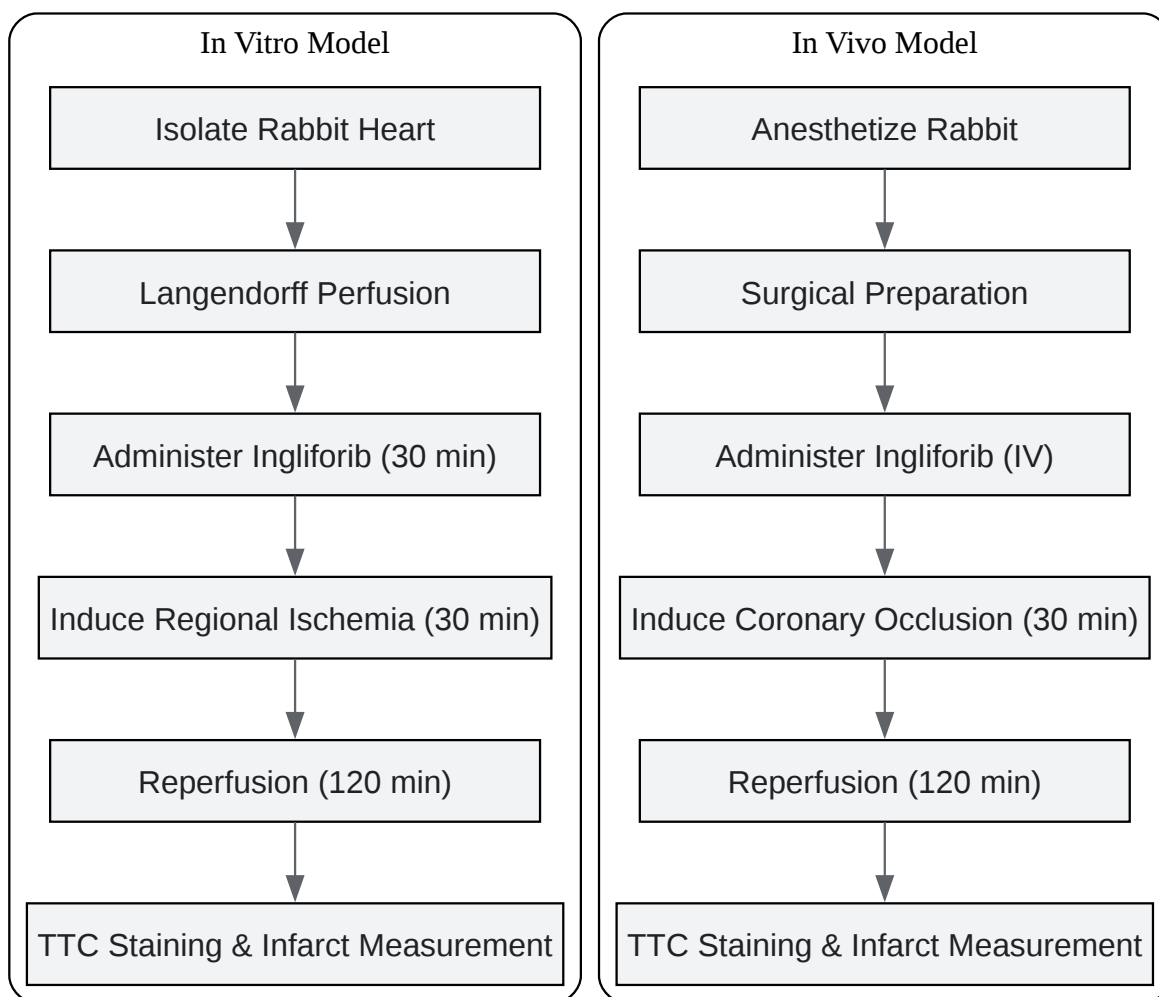 In Vitro Model
Isolate Rabbit Heart
Langendorff Perfusion
Administer Ingliforib (30 min)
Induce Regional Ischemia (30 min)
Reperfusion (120 min)
TTC Staining & Infarct Measurement
In Vivo Model
Anesthetize Rabbit
Surgical Preparation
Administer Ingliforib (IV)
Induce Coronary Occlusion (30 min)
Reperfusion (120 min)
TTC Staining & Infarct Measurement